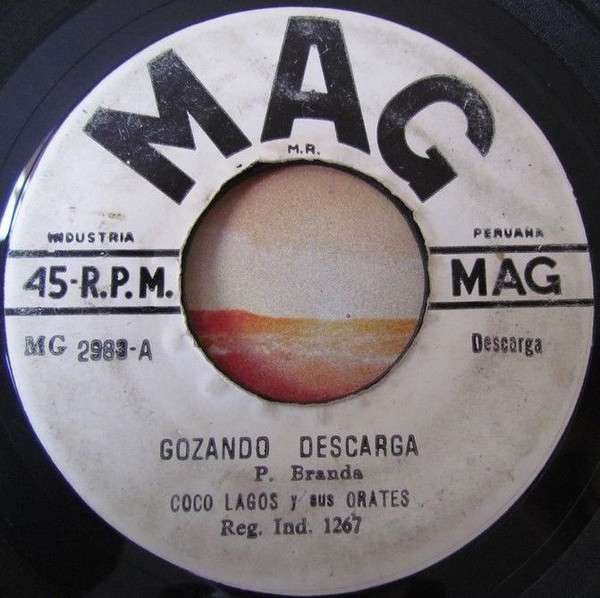 MAG
M.R.
INDUSTRIA PERUANA
45-R.P.M. MAG
MG 2983-A Descarga
GOZANDO DESCARGA
P. Branda
COCO LAGOS y sus ORATES
Reg. Ind. 1267